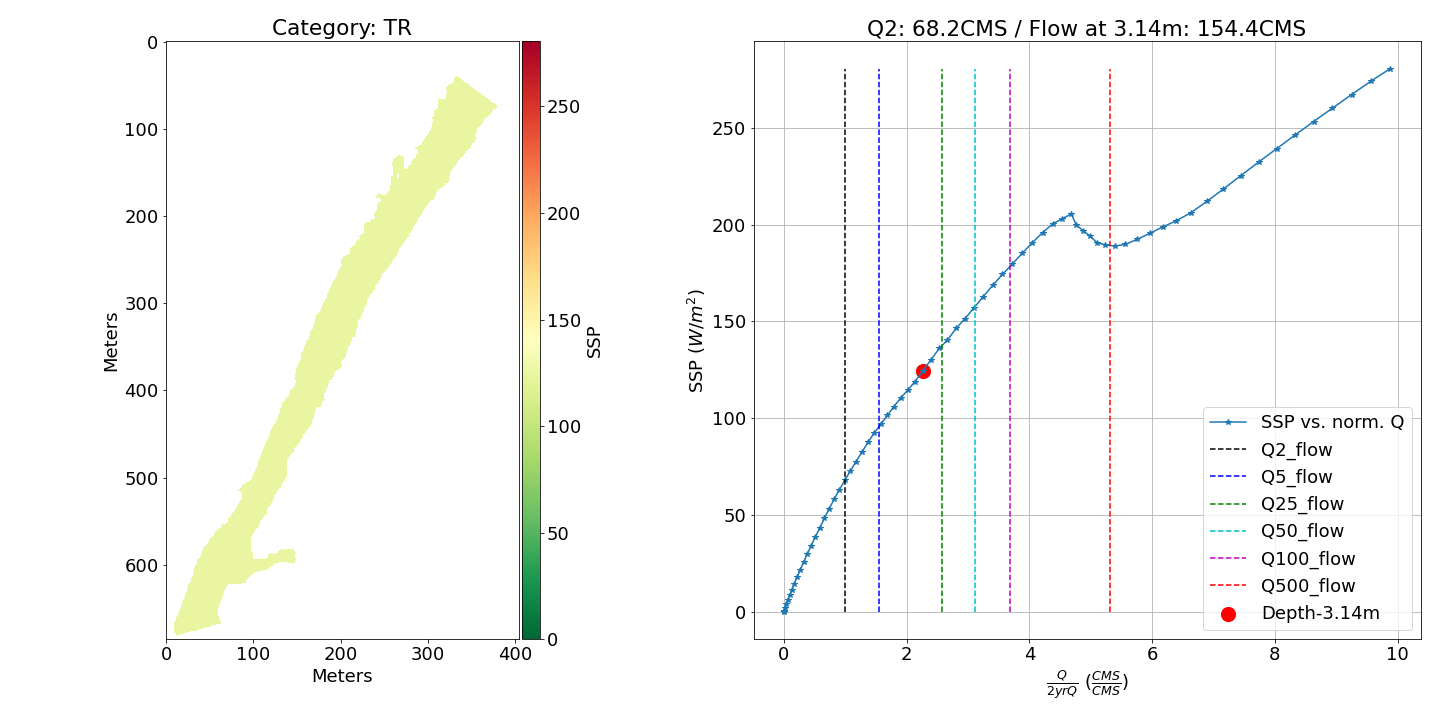 Category: TR
0
100
200
300
400
500
600
Meters
0
100
200
300
400
Meters
250
200
150
100
50
0
SSP
Q2: 68.2CMS / Flow at 3.14m: 154.4CMS
250
200
150
100
50
0
SSP (W/m²)
0
2
4
6
8
10
Q/2yrQ (CMS/CMS)
SSP vs. norm. Q
Q2_flow
Q5_flow
Q25_flow
Q50_flow
Q100_flow
Q500_flow
Depth-3.14m